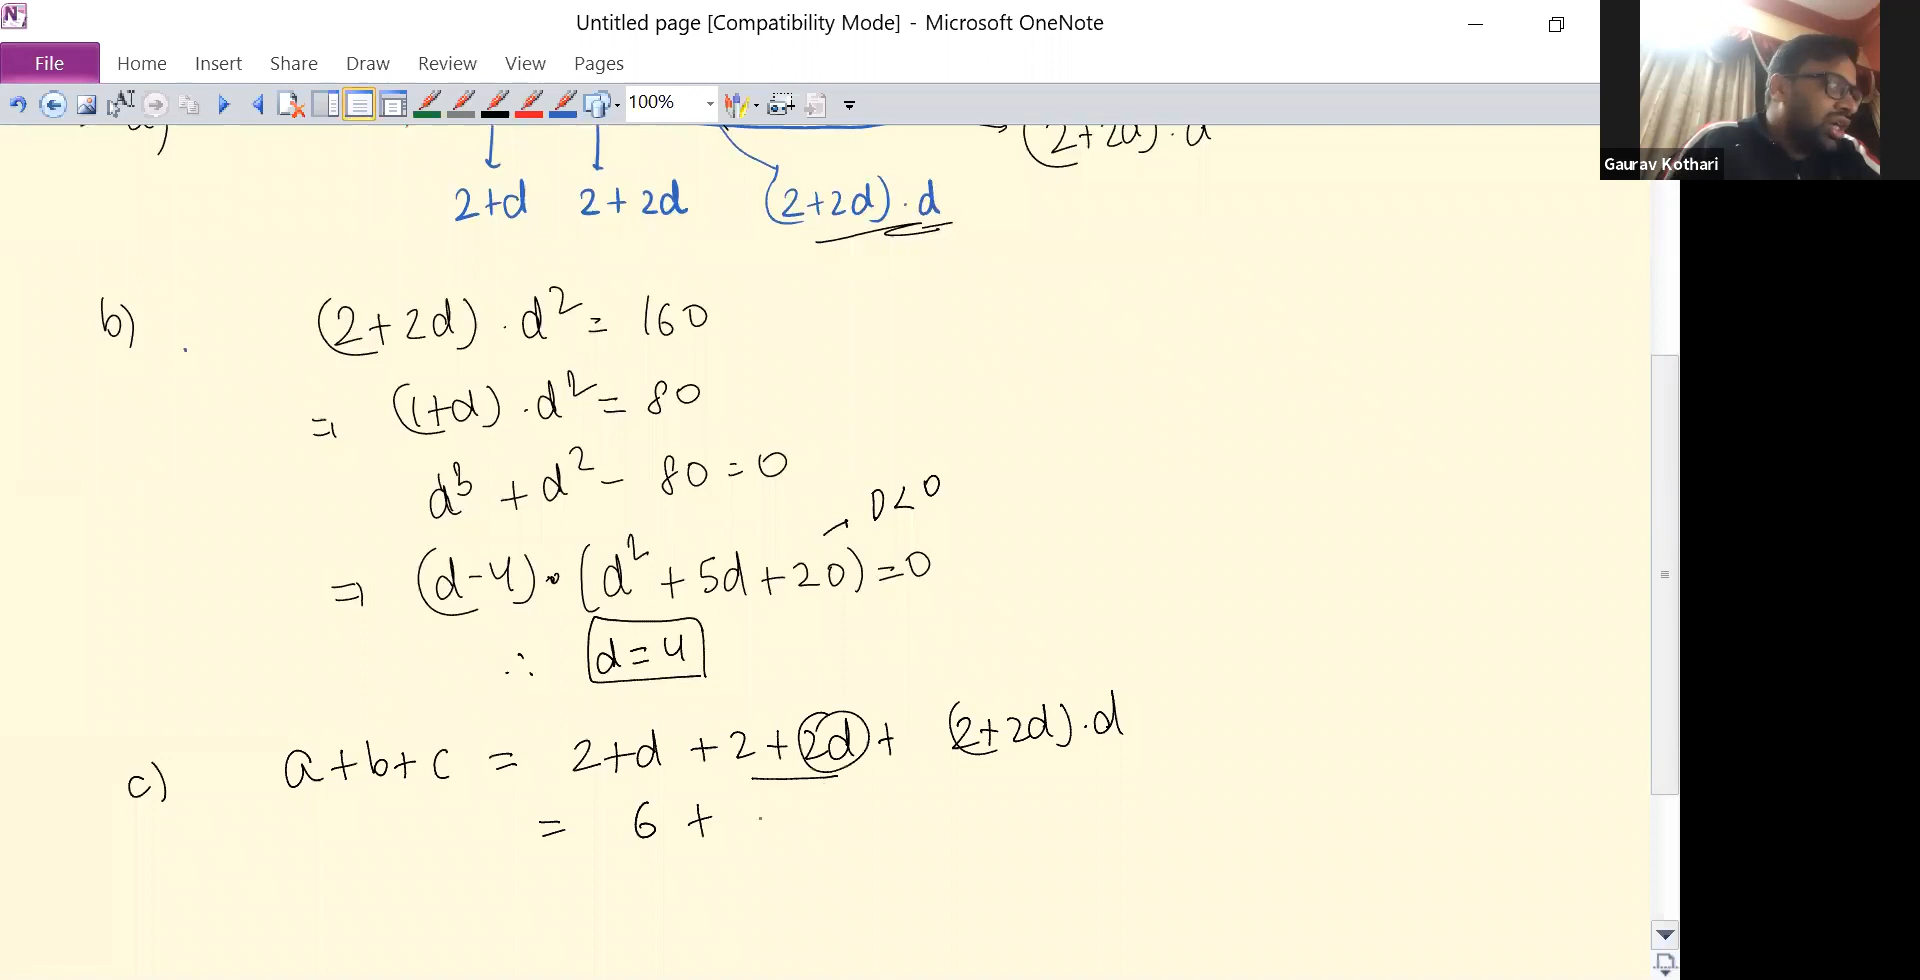 Untitled page [Compatibility Mode] - Microsoft OneNote
File Home Insert Share Draw Review View Pages
100%
Gaurav Kothari
(2+2d)·d
2+d 2+2d (2+2d)·d
b) (2+2d)·d² = 160
⇒ (1+d)·d² = 80
d³ + d² - 80 = 0
→ D<0
⇒ (d-4)·(d²+5d+20)=0
∴ d=4
c) a+b+c = 2+d +2+2d+ (2+2d)·d
= 6 +